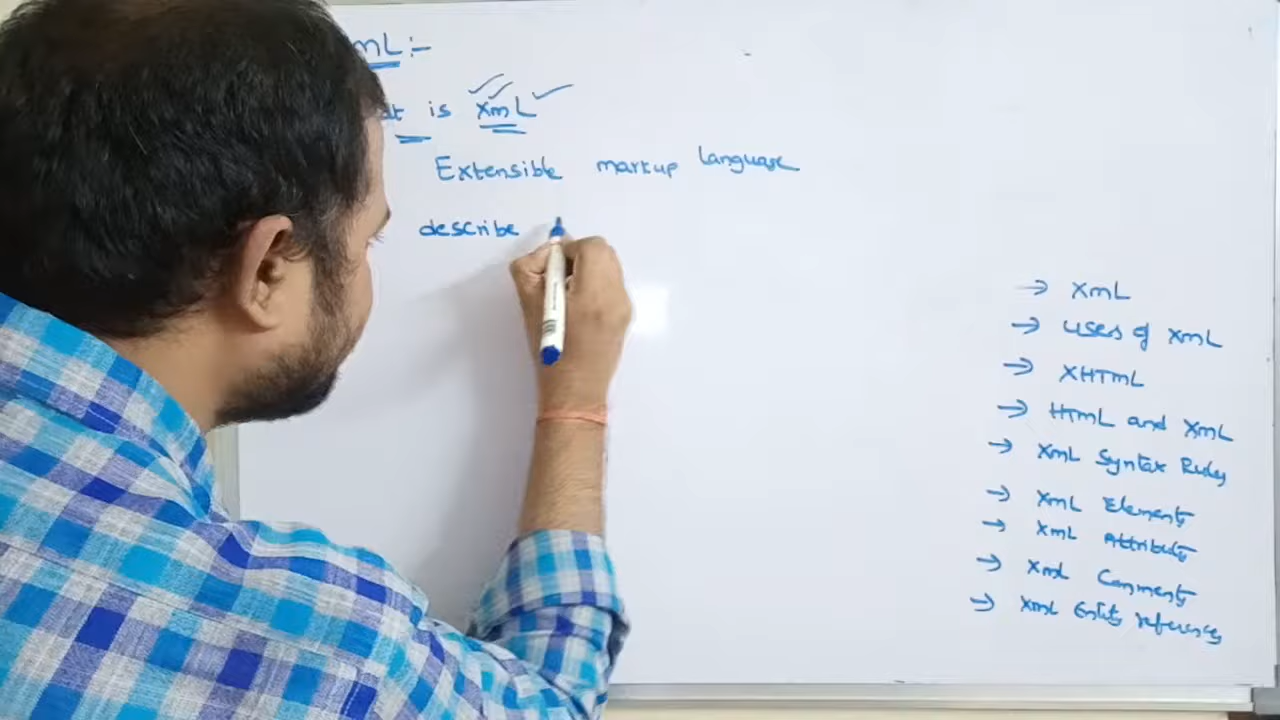 mL:-
at is XmL
Extensible markup language
describe
→ XmL
→ uses of XmL
→ XHTmL
→ HTmL and XmL
→ XmL Syntax Rules
→ XmL Elements
→ XmL Attributes
→ XmL Comments
→ XmL Entity references